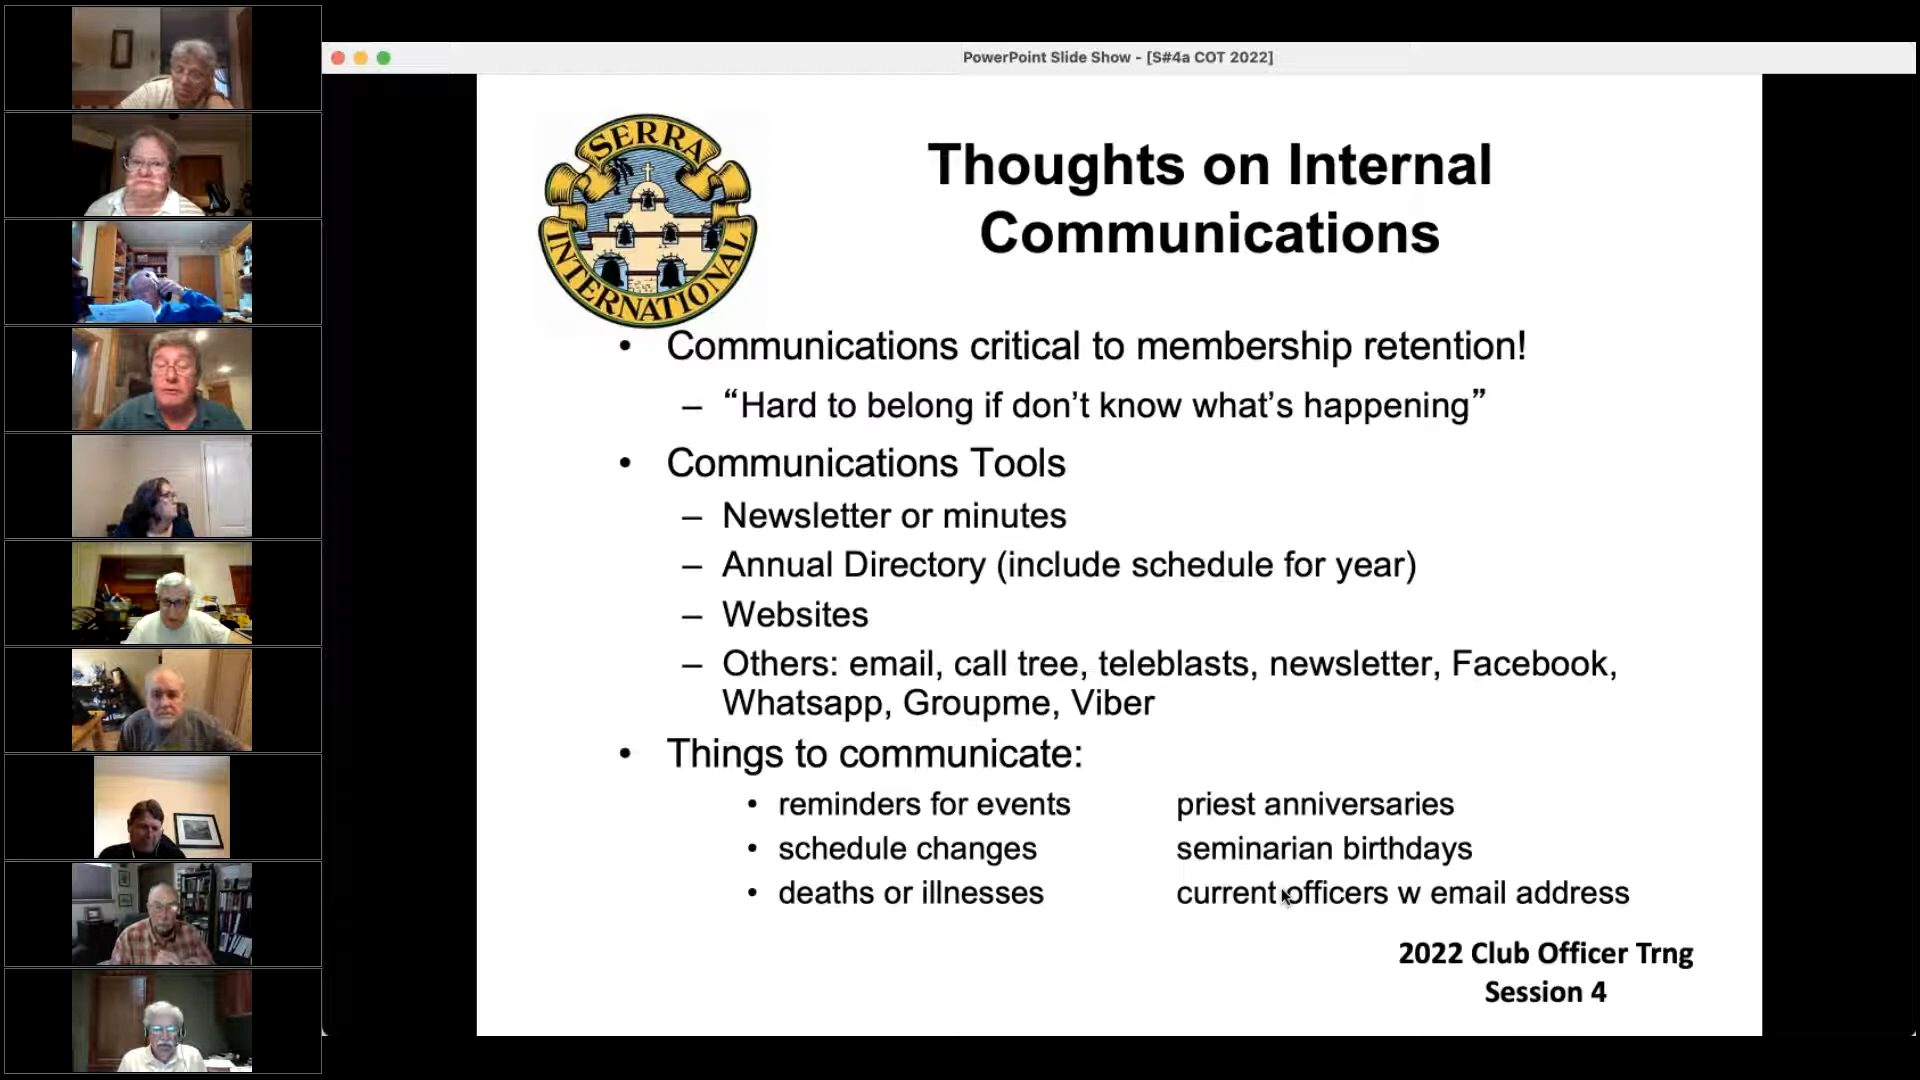 PowerPoint Slide Show - [S#4a COT 2022]
SERRA
INTERNATIONAL
Thoughts on Internal
Communications
• Communications critical to membership retention!
– “Hard to belong if don’t know what’s happening”
• Communications Tools
– Newsletter or minutes
– Annual Directory (include schedule for year)
– Websites
– Others: email, call tree, teleblasts, newsletter, Facebook,
Whatsapp, Groupme, Viber
• Things to communicate:
• reminders for events priest anniversaries
• schedule changes seminarian birthdays
• deaths or illnesses current officers w email address
2022 Club Officer Trng
Session 4